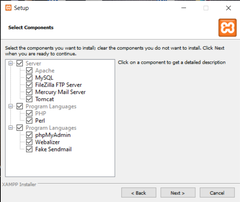 Setup
Select Components
Select the components you want to install; clear the components you do not want to install. Click Next
when you are ready to continue.
Server
Apache
MySQL
FileZilla FTP Server
Mercury Mail Server
Tomcat
Program Languages
PHP
Perl
Program Languages
phpMyAdmin
Webalizer
Fake Sendmail
Click on a component to get a detailed description
XAMPP Installer
< Back
Next >
Cancel